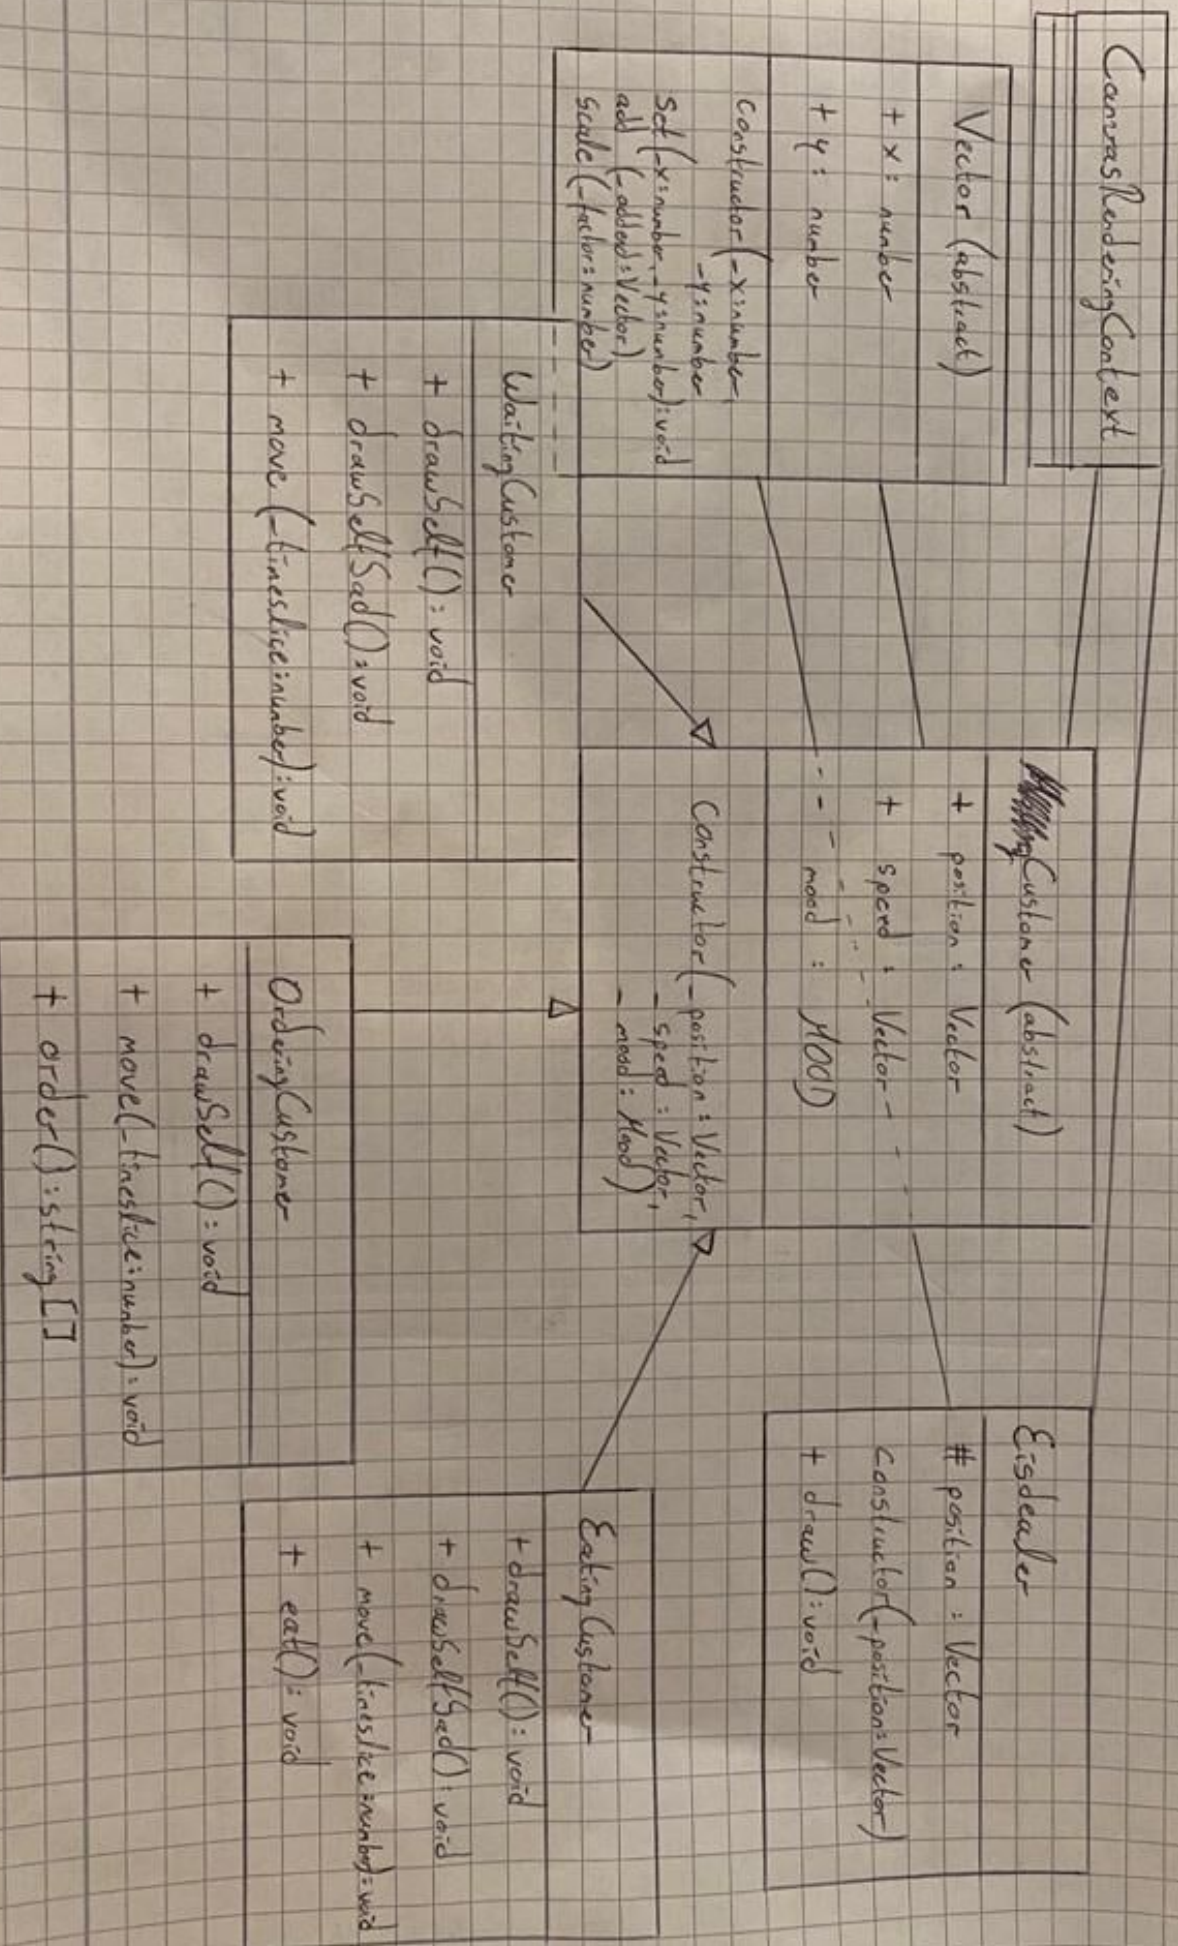 CanvasRenderingContext
Vector (abstract)
+ x: number
+ y: number
Constructor (_x:number,
_y:number
Set (_x:number, _y:number):void
add (_added:Vector)
Scale (_factor:number)
Customer (abstract)
+ position: Vector
+ speed: Vector
mood: MOOD
Constructor (_position: Vector,
_speed: Vector,
_mood: Mood)
Eisdealer
# position: Vector
Constructor(_position:Vector)
+ draw():void
WaitingCustomer
+ drawSelf(): void
+ drawSelfSad():void
+ move (_timeslice:number):void
OrderingCustomer
+ drawSelf(): void
+ move(_timeslice:number):void
+ order():string []
EatingCustomer
+ drawSelf(): void
+ drawSelfSad(): void
+ move(_timeslice:number):void
+ eat(): void